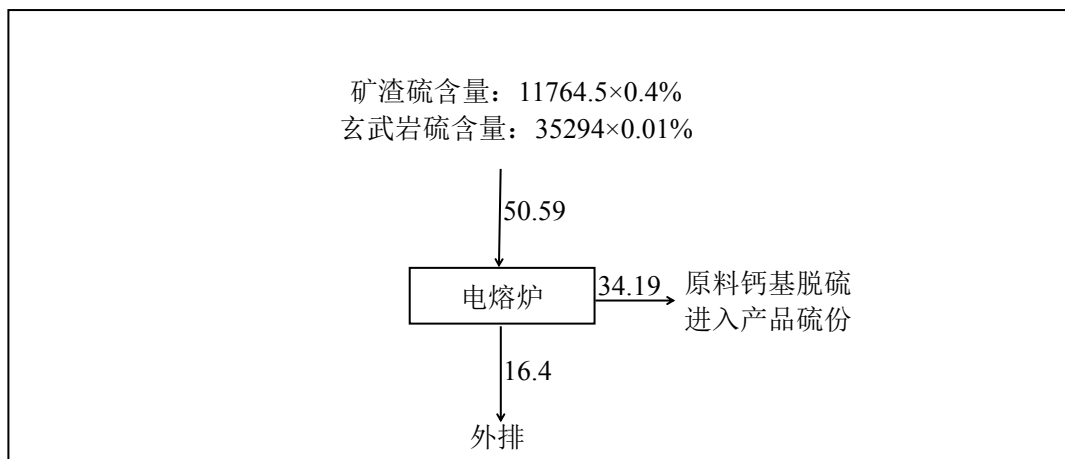 矿渣硫含量：11764.5×0.4%
玄武岩硫含量：35294×0.01%
50.59
电熔炉
34.19
原料钙基脱硫
进入产品硫份
16.4
外排